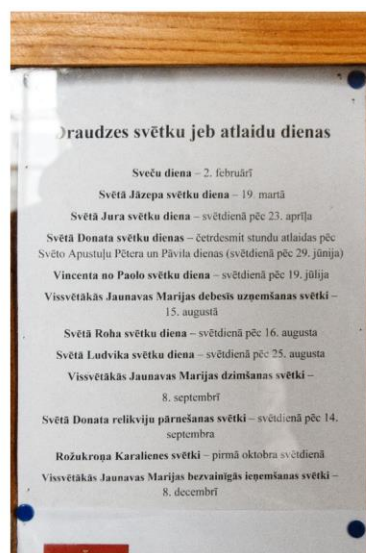 Draudzes svētku jeb atlaidu dienas
Sveču diena – 2. februārī
Svētā Jāzepa svētku diena – 19. martā
Svētā Jura svētku diena – svētdienā pēc 23. aprīļa
Svētā Donata svētku dienas – četrdesmit stundu atlaidas pēc
Svēto Apustuļu Pētera un Pāvila dienas (svētdienā pēc 29. jūnija)
Vincenta no Paolo svētku diena – svētdienā pēc 19. jūlija
Vissvētākās Jaunavas Marijas debesīs uzņemšanas svētki –
15. augustā
Svētā Roha svētku diena – svētdienā pēc 16. augusta
Svētā Ludvika svētku diena – svētdienā pēc 25. augusta
Vissvētākās Jaunavas Marijas dzimšanas svētki –
8. septembrī
Svētā Donata relikviju pārnešanas svētki – svētdienā pēc 14.
septembra
Rožukroņa Karalienes svētki – pirmā oktobra svētdienā
Vissvētākās Jaunavas Marijas bezvainīgās ieņemšanas svētki –
8. decembrī